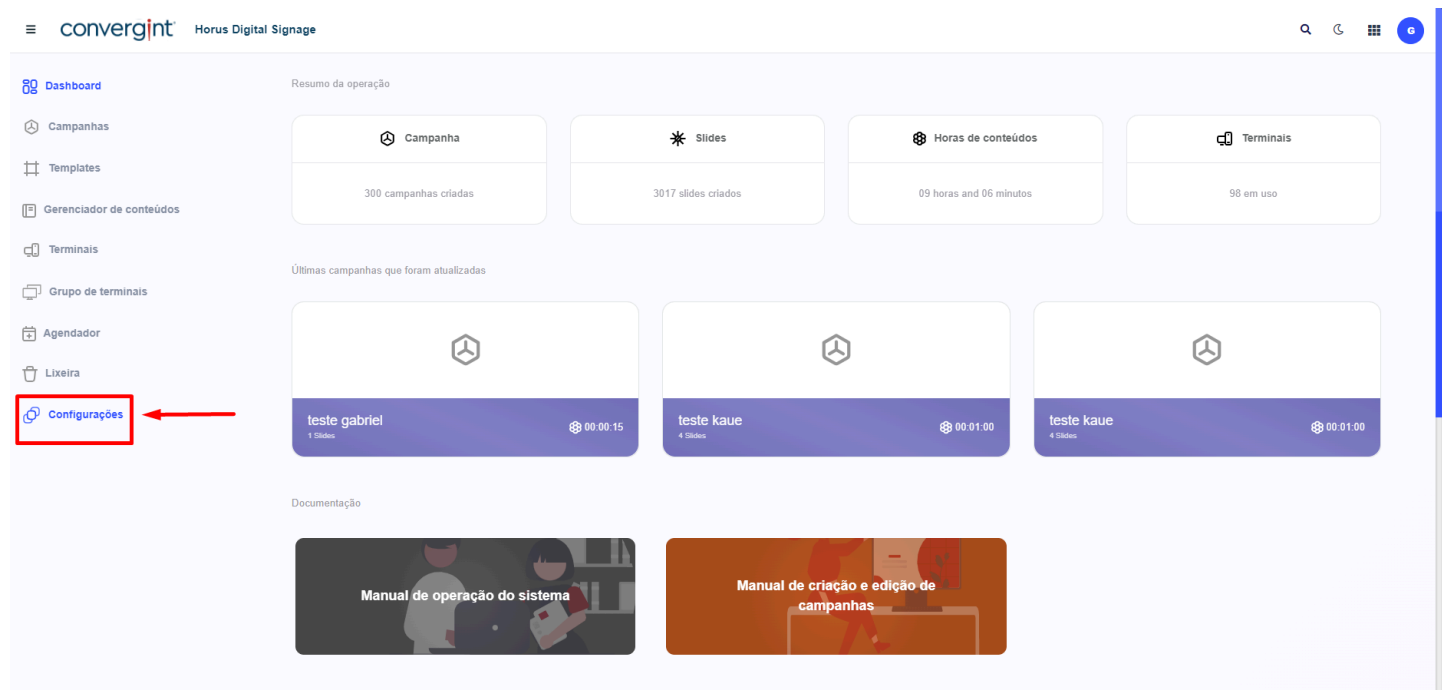 convergint Horus Digital Signage
G
Dashboard
Campanhas
Templates
Gerenciador de conteúdos
Terminais
Grupo de terminais
Agendador
Lixeira
Configurações
Resumo da operação
Campanha
300 campanhas criadas
Slides
3017 slides criados
Horas de conteúdos
09 horas and 06 minutos
Terminais
98 em uso
Últimas campanhas que foram atualizadas
teste gabriel
1 Slides
00:00:15
teste kaue
4 Slides
00:01:00
teste kaue
4 Slides
00:01:00
Documentação
Manual de operação do sistema
Manual de criação e edição de
campanhas